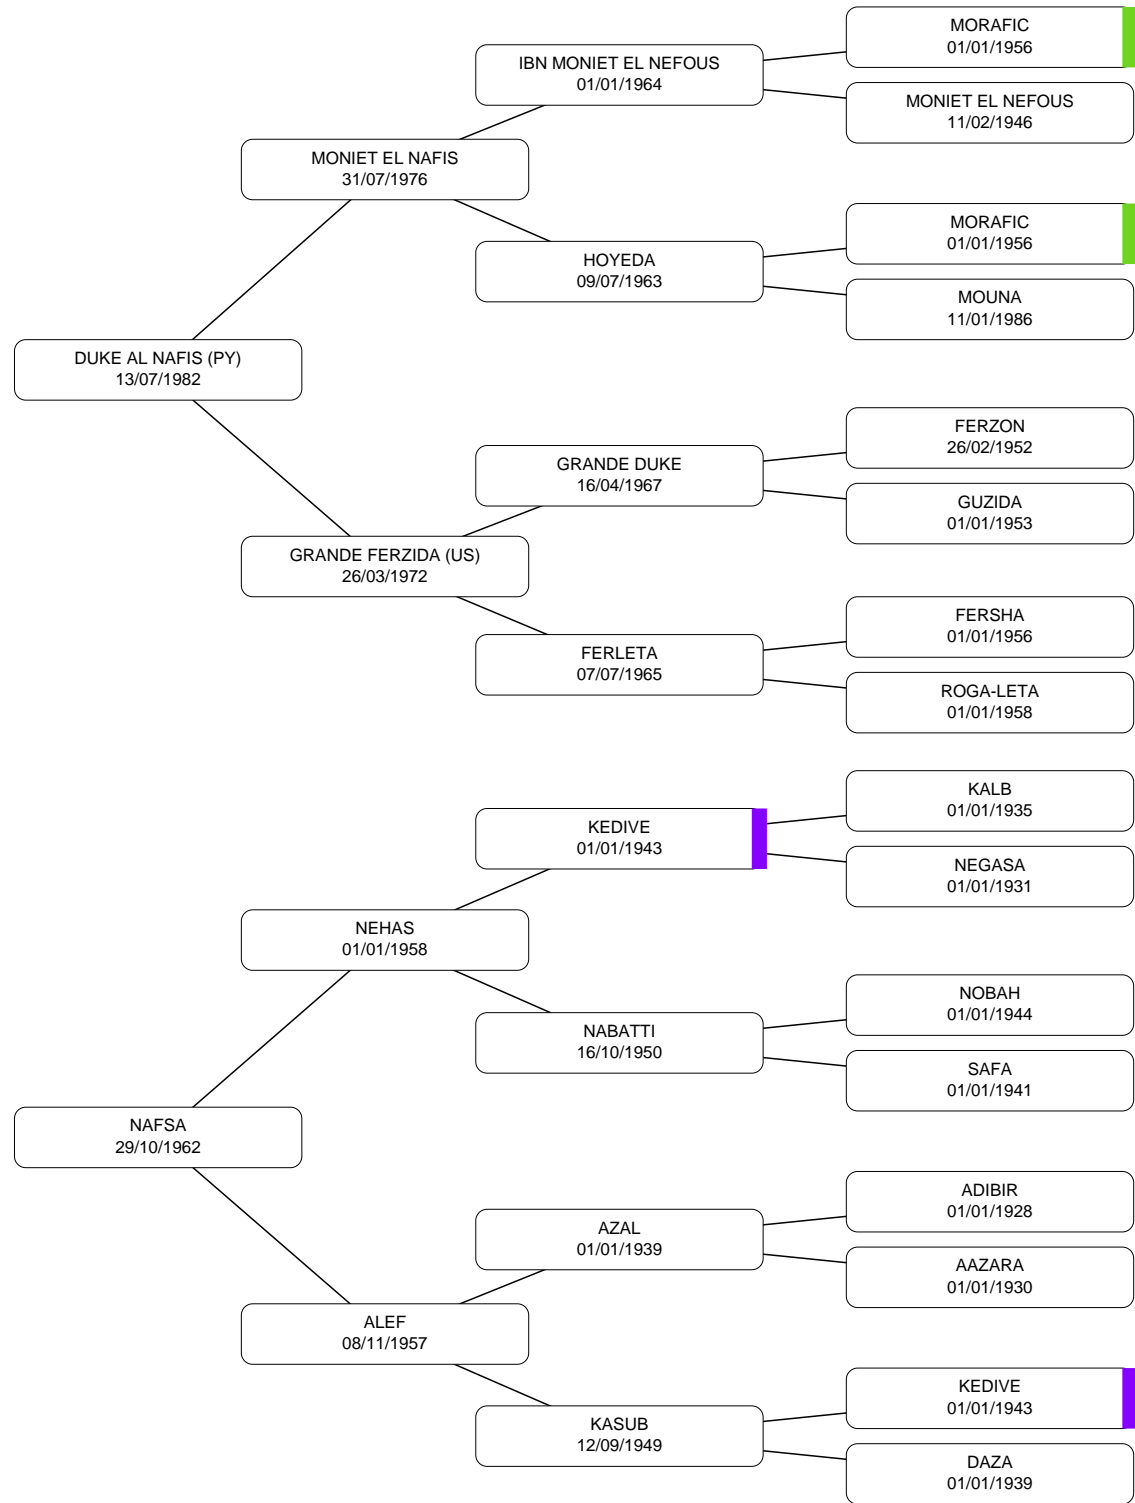 MORAFIC
01/01/1956
IBN MONIET EL NEFOUS
01/01/1964
MONIET EL NEFOUS
11/02/1946
MONIET EL NAFIS
31/07/1976
MORAFIC
01/01/1956
HOYEDA
09/07/1963
MOUNA
11/01/1986
DUKE AL NAFIS (PY)
13/07/1982
FERZON
26/02/1952
GRANDE DUKE
16/04/1967
GUZIDA
01/01/1953
GRANDE FERZIDA (US)
26/03/1972
FERSHA
01/01/1956
FERLETA
07/07/1965
ROGA-LETA
01/01/1958
KALB
01/01/1935
KEDIVE
01/01/1943
NEGASA
01/01/1931
NEHAS
01/01/1958
NOBAH
01/01/1944
NABATTI
16/10/1950
SAFA
01/01/1941
NAFSA
29/10/1962
ADIBIR
01/01/1928
AZAL
01/01/1939
AAZARA
01/01/1930
ALEF
08/11/1957
KEDIVE
01/01/1943
KASUB
12/09/1949
DAZA
01/01/1939